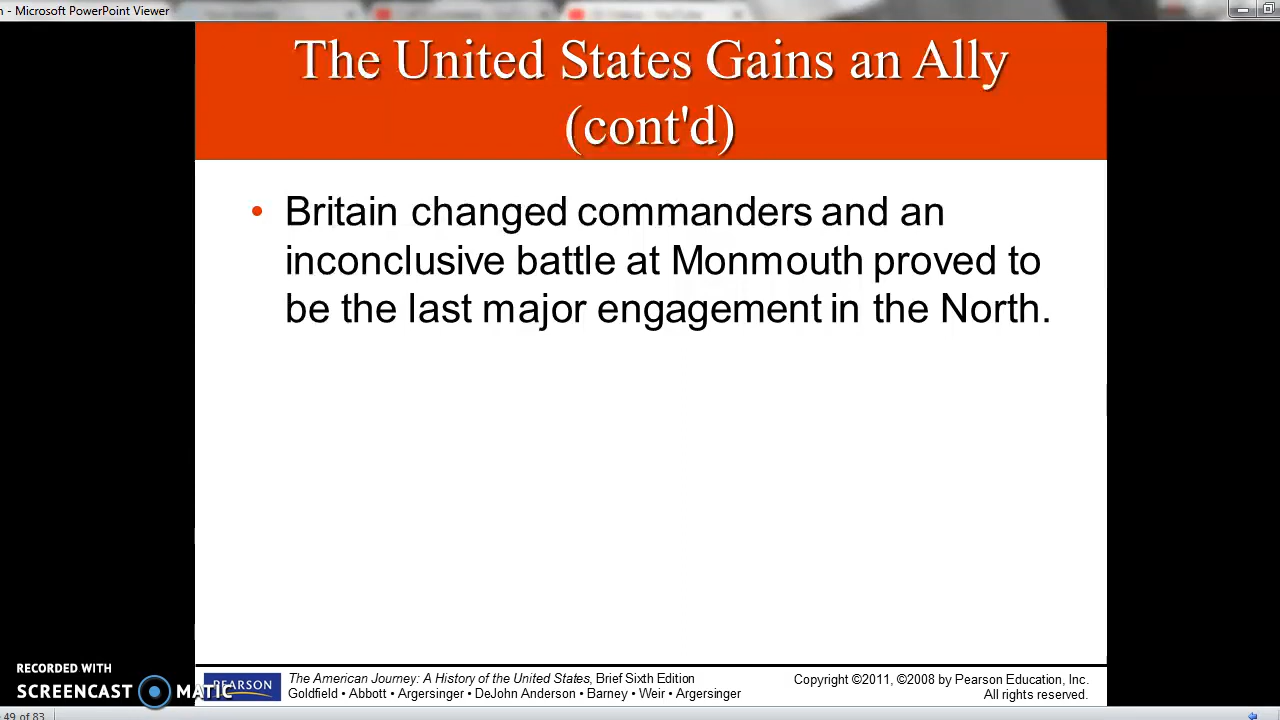 n - Microsoft PowerPoint Viewer
The United States Gains an Ally
(cont'd)
• Britain changed commanders and an
inconclusive battle at Monmouth proved to
be the last major engagement in the North.
RECORDED WITH
SCREENCAST MATIC
PEARSON
The American Journey: A History of the United States, Brief Sixth Edition
Goldfield • Abbott • Argersinger • DeJohn Anderson • Barney • Weir • Argersinger
Copyright ©2011, ©2008 by Pearson Education, Inc.
All rights reserved.
49 of 83